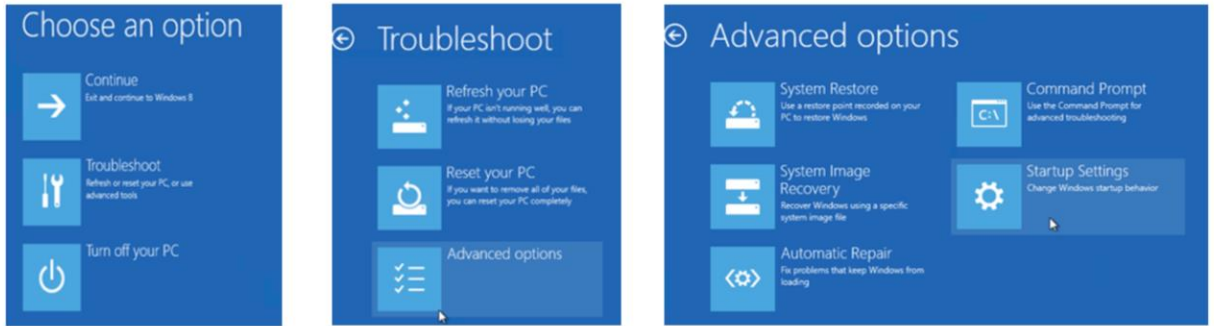 Choose an option
Continue
Exit and continue to Windows 8
Troubleshoot
Refresh or reset your PC, or use
advanced tools
Turn off your PC
Troubleshoot
Refresh your PC
If your PC isn't running well, you can
refresh it without losing your files
Reset your PC
If you want to remove all of your files,
you can reset your PC completely
Advanced options
Advanced options
System Restore
Use a restore point recorded on your
PC to restore Windows
System Image
Recovery
Recover Windows using a specific
system image file
Automatic Repair
Fix problems that keep Windows from
loading
Command Prompt
Use the Command Prompt for
advanced troubleshooting
C:\
Startup Settings
Change Windows startup behavior